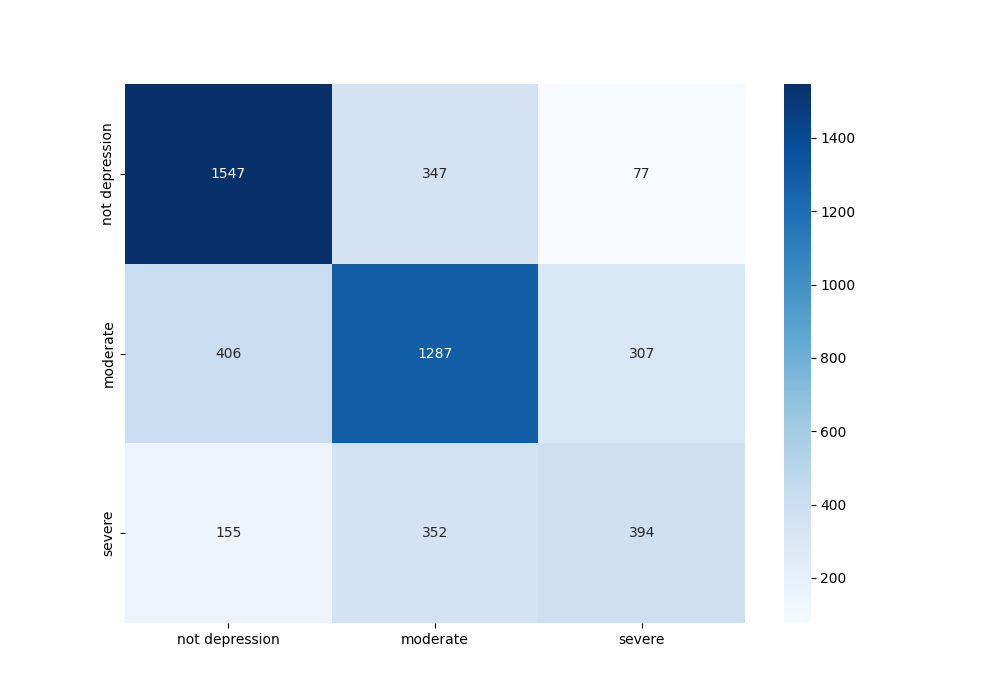 not depression
1547
347
77
moderate
406
1287
307
severe
155
352
394
not depression
moderate
severe
1400
1200
1000
800
600
400
200